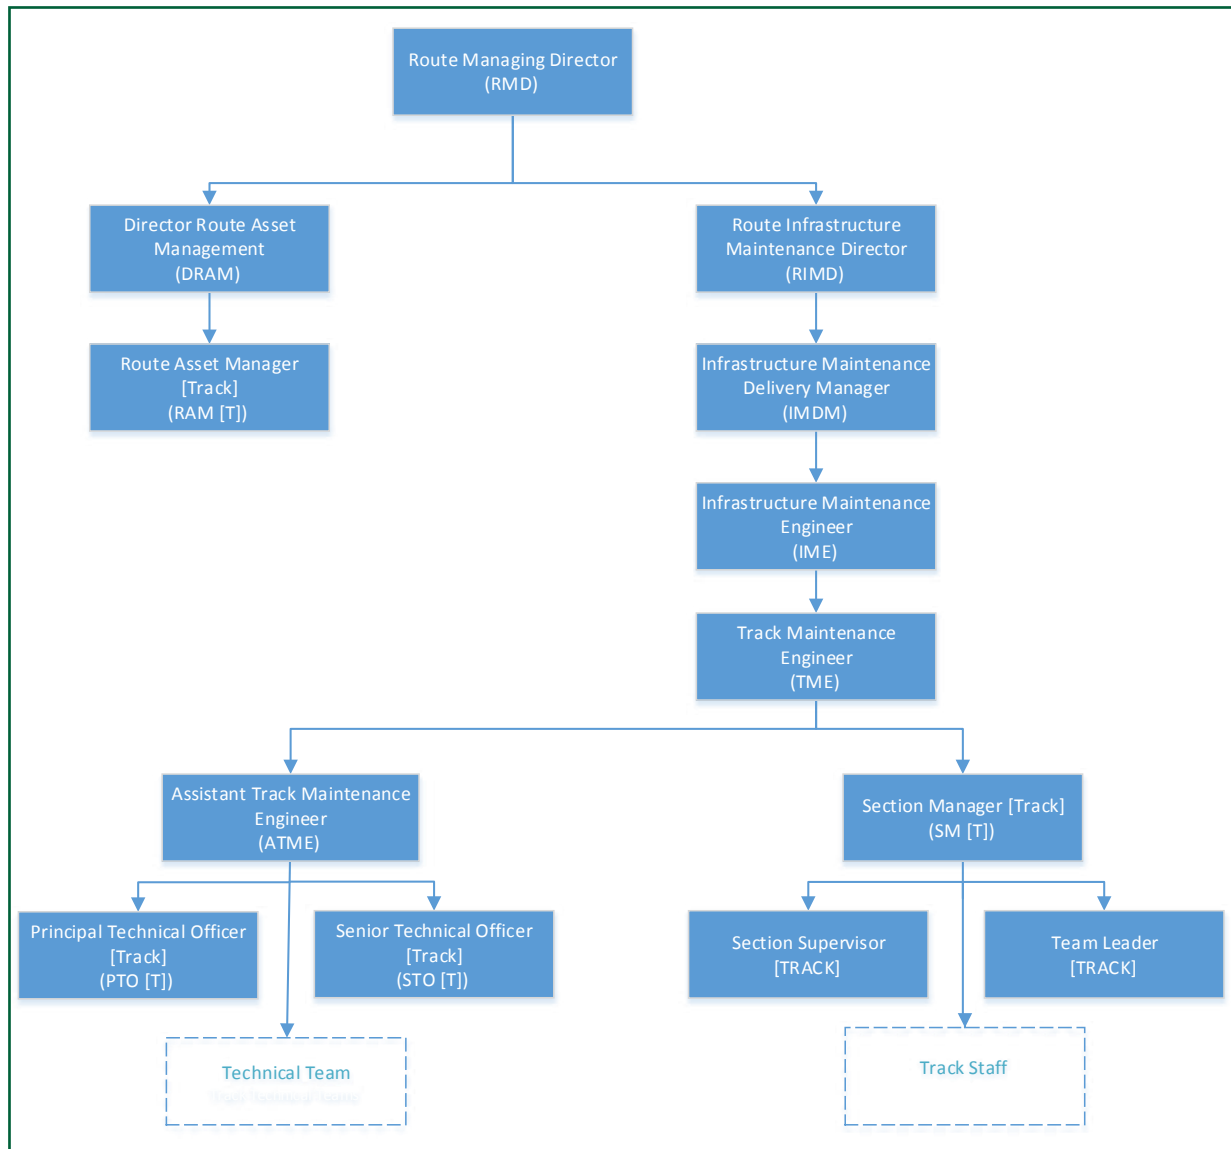 Route Managing Director
(RMD)
Director Route Asset
Management
(DRAM)
Route Infrastructure
Maintenance Director
(RIMD)
Route Asset Manager
[Track]
(RAM [T])
Infrastructure Maintenance
Delivery Manager
(IMDM)
Infrastructure Maintenance
Engineer
(IME)
Track Maintenance
Engineer
(TME)
Assistant Track Maintenance
Engineer
(ATME)
Section Manager [Track]
(SM [T])
Principal Technical Officer
[Track]
(PTO [T])
Senior Technical Officer
[Track]
(STO [T])
Section Supervisor
[TRACK]
Team Leader
[TRACK]
Technical Team
Track Staff